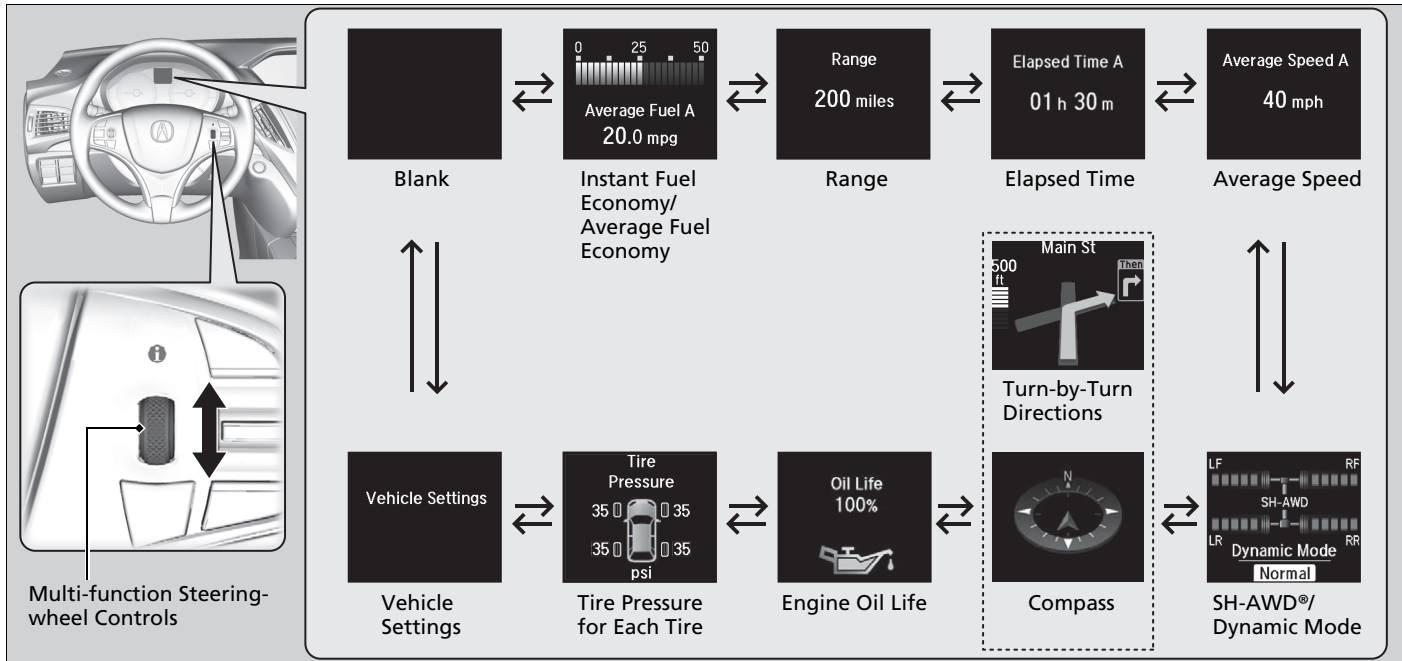 0 25 50
Average Fuel A
20.0 mpg
Range
200 miles
Elapsed Time A
01 h 30 m
Average Speed A
40 mph
Blank
Instant Fuel
Economy/
Average Fuel
Economy
Range
Elapsed Time
Average Speed
Main St
500
ft
Then
Turn-by-Turn
Directions
Vehicle Settings
Tire
Pressure
35 35
35 35
psi
Oil Life
100%
N
LF RF
SH-AWD
LR RR
Dynamic Mode
Normal
Vehicle
Settings
Tire Pressure
for Each Tire
Engine Oil Life
Compass
SH-AWD®/
Dynamic Mode
i
Multi-function Steering-
wheel Controls